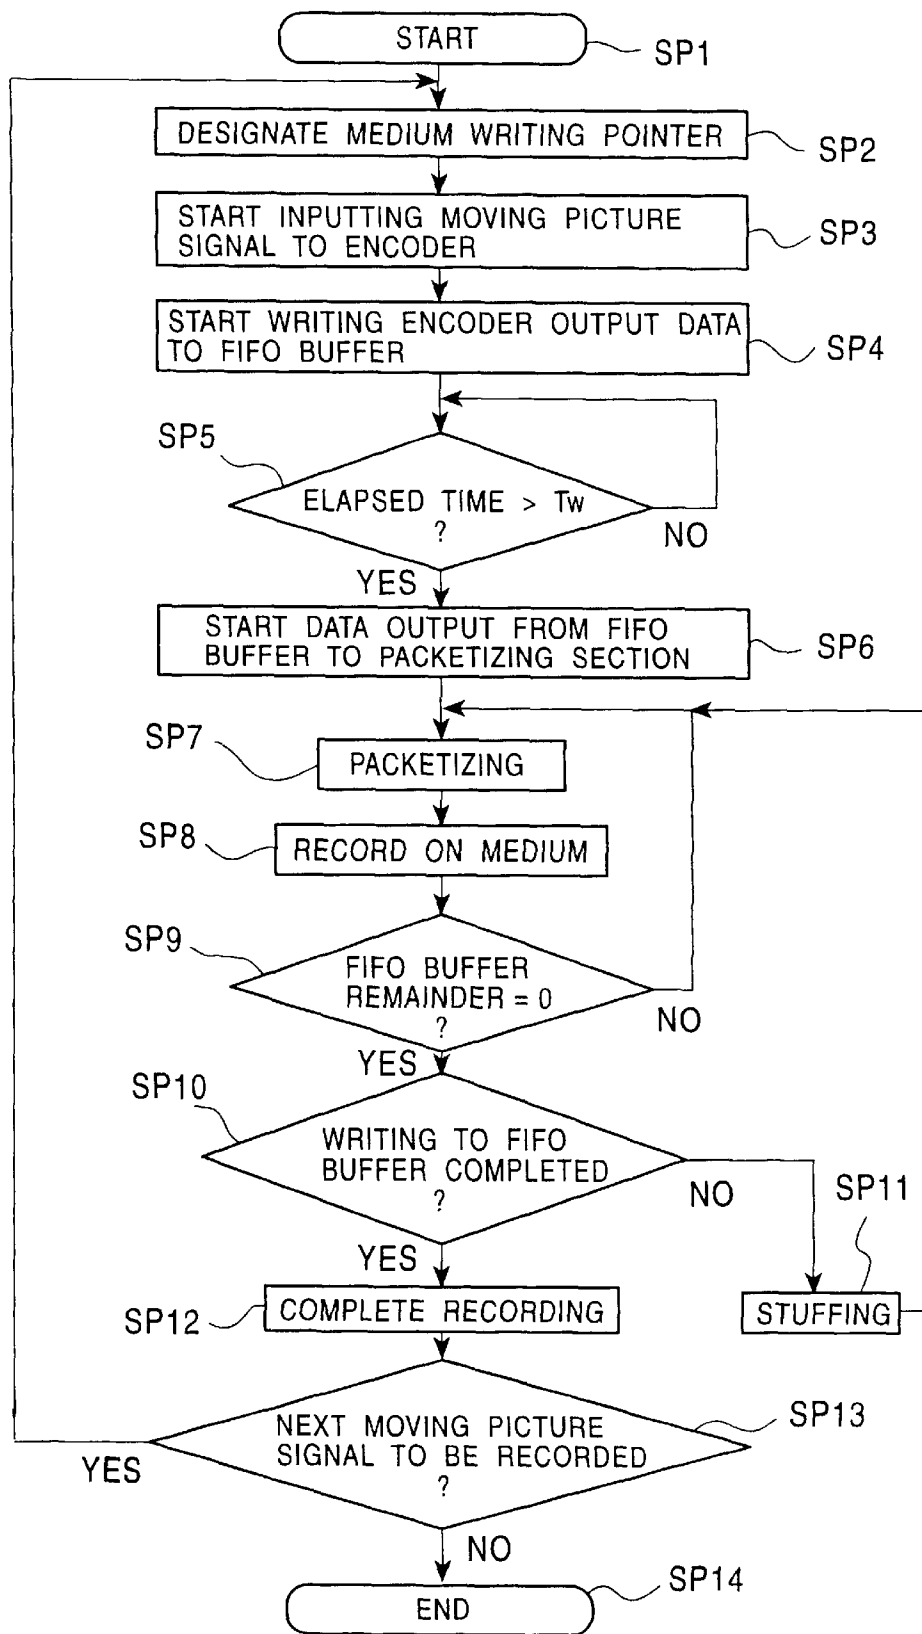 START
SP1
DESIGNATE MEDIUM WRITING POINTER
SP2
START INPUTTING MOVING PICTURE
SIGNAL TO ENCODER
SP3
START WRITING ENCODER OUTPUT DATA
TO FIFO BUFFER
SP4
SP5
ELAPSED TIME > Tw
?
NO
YES
START DATA OUTPUT FROM FIFO
BUFFER TO PACKETIZING SECTION
SP6
SP7
PACKETIZING
SP8
RECORD ON MEDIUM
SP9
FIFO BUFFER
REMAINDER = 0
?
NO
YES
SP10
WRITING TO FIFO
BUFFER COMPLETED
?
NO
SP11
YES
STUFFING
SP12
COMPLETE RECORDING
SP13
NEXT MOVING PICTURE
SIGNAL TO BE RECORDED
?
YES
NO
SP14
END